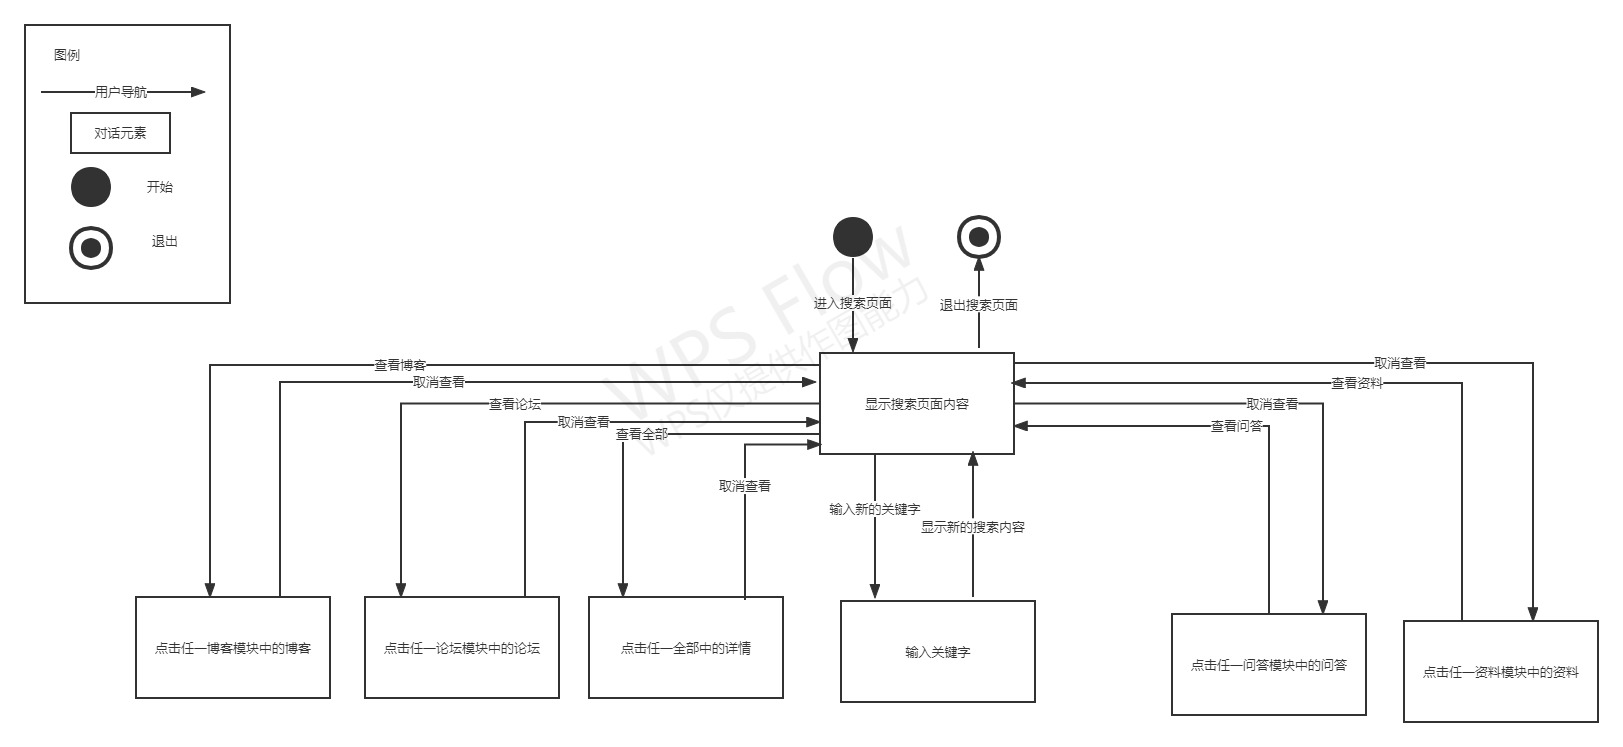 图例
用户导航
对话元素
开始
退出
进入搜索页面
退出搜索页面
WPS Flow
WPS仅提供作图能力
查看博客
取消查看
查看论坛
取消查看
查看全部
取消查看
显示搜索页面内容
取消查看
查看资料
取消查看
查看问答
输入新的关键字
显示新的搜索内容
点击任一博客模块中的博客
点击任一论坛模块中的论坛
点击任一全部中的详情
输入关键字
点击任一问答模块中的问答
点击任一资料模块中的资料